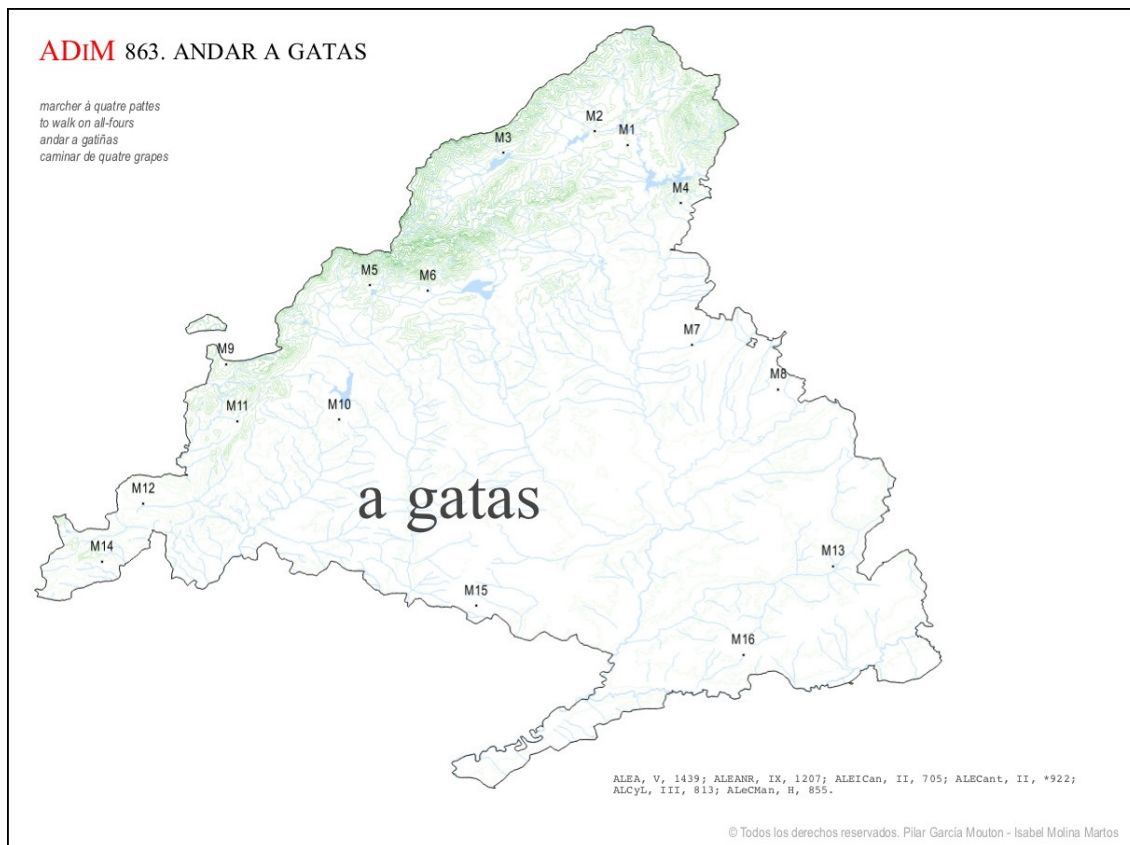 ADIM 863. ANDAR A GATAS
marcher à quatre pattes
to walk on all-fours
andar a gatiñas
caminar de quatre grapes
M2
M1
M3
M4
M5
M6
M7
M9
M8
M10
M11
a gatas
M12
M14
M13
M15
M16
ALEA, V, 1439; ALEANR, IX, 1207; ALEICan, II, 705; ALECant, II, *922;
ALCyL, III, 813; ALeCMan, H, 855.
© Todos los derechos reservados. Pilar García Mouton - Isabel Molina Martos